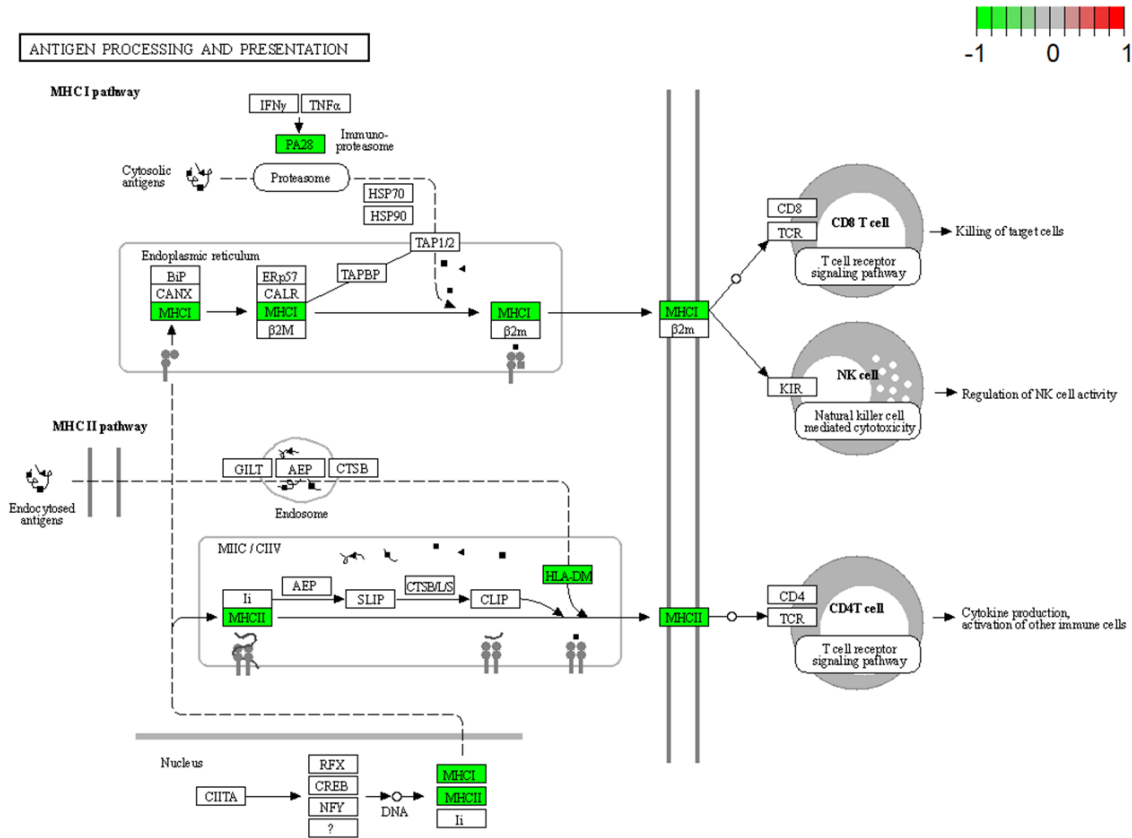 -1 0 1
ANTIGEN PROCESSING AND PRESENTATION
MHC I pathway
IFNγ TNFα
PA28
Immuno-
proteasome
Cytosolic
antigens
Proteasome
HSP70
HSP90
TAP1/2
Endoplasmic reticulum
BiP
CANX
MHCI
ERp57
CALR
MHCI
β2M
TAPBP
MHCI
β2m
MHCI
β2m
CD8
TCR
CD8 T cell
T cell receptor
signaling pathway
Killing of target cells
KIR
NK cell
Natural killer cell
mediated cytotoxicity
Regulation of NK cell activity
MHC II pathway
Endocytosed
antigens
GILT AEP CTSB
Endosome
MIIC / CIIV
Ii
MHCII
AEP
SLIP
CTSB/L/S
CLIP
HLA-DM
MHCII
CD4
TCR
CD4T cell
T cell receptor
signaling pathway
Cytokine production,
activation of other immune cells
Nucleus
CIITA
RFX
CREB
NFY
?
DNA
MHCI
MHCII
Ii